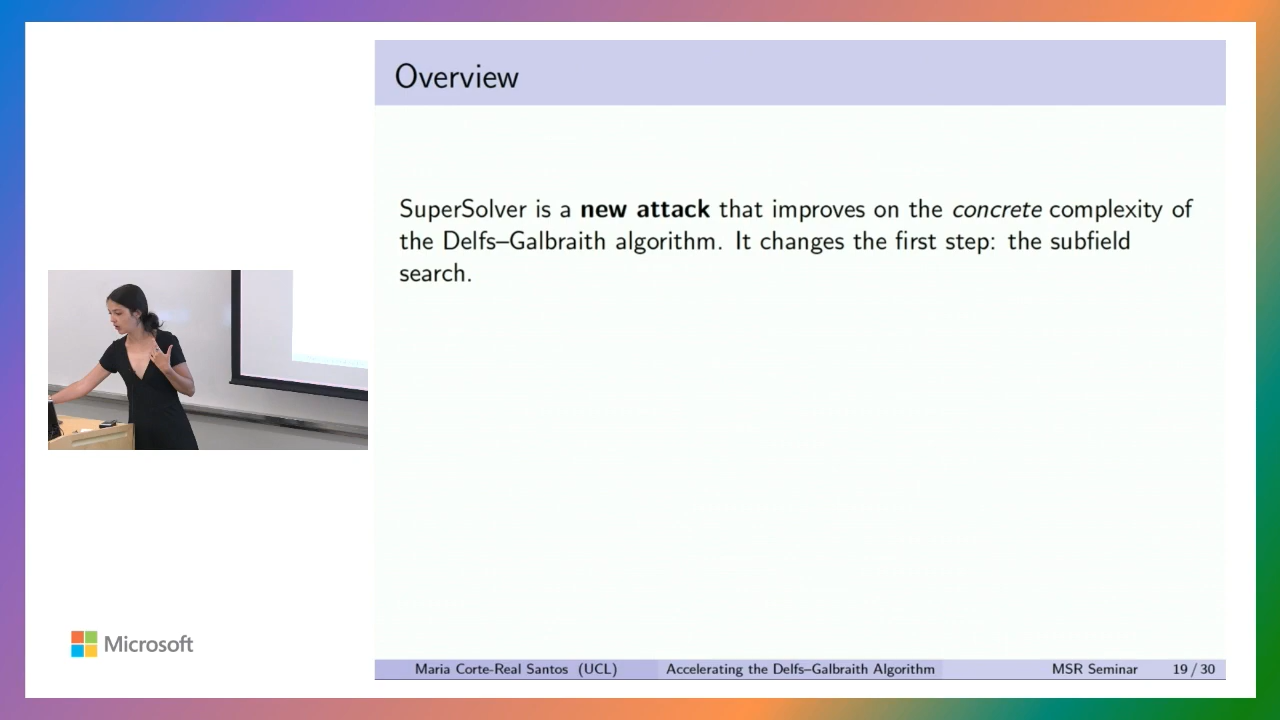 Overview
SuperSolver is a new attack that improves on the concrete complexity of
the Delfs–Galbraith algorithm. It changes the first step: the subfield
search.
Microsoft
Maria Corte-Real Santos (UCL) Accelerating the Delfs–Galbraith Algorithm MSR Seminar 19 / 30